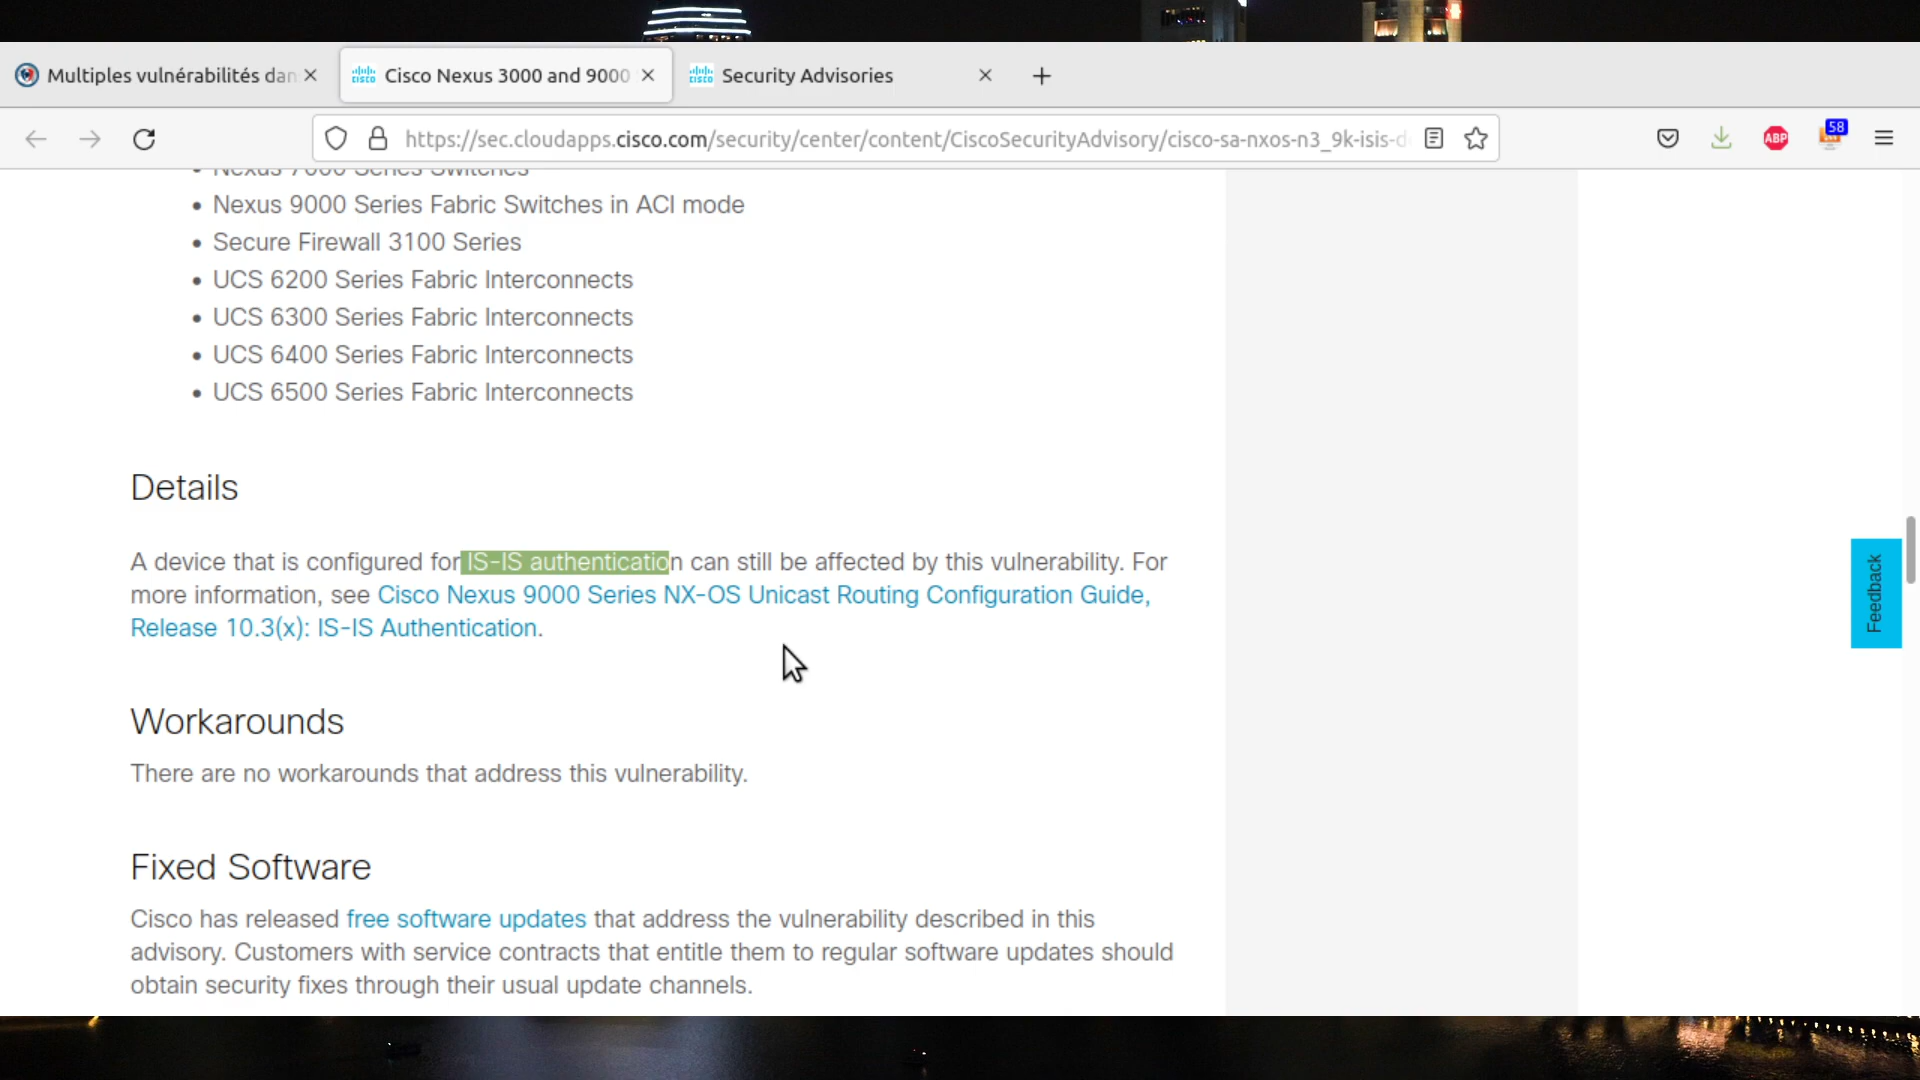 Multiples vulnérabilités dan
Cisco Nexus 3000 and 9000
Security Advisories
https://sec.cloudapps.cisco.com/security/center/content/CiscoSecurityAdvisory/cisco-sa-nxos-n3_9k-isis-d
ABP
58
Nexus 7000 Series Switches
• Nexus 9000 Series Fabric Switches in ACI mode
• Secure Firewall 3100 Series
• UCS 6200 Series Fabric Interconnects
• UCS 6300 Series Fabric Interconnects
• UCS 6400 Series Fabric Interconnects
• UCS 6500 Series Fabric Interconnects
Details
A device that is configured for IS-IS authentication can still be affected by this vulnerability. For
more information, see Cisco Nexus 9000 Series NX-OS Unicast Routing Configuration Guide,
Release 10.3(x): IS-IS Authentication.
Feedback
Workarounds
There are no workarounds that address this vulnerability.
Fixed Software
Cisco has released free software updates that address the vulnerability described in this
advisory. Customers with service contracts that entitle them to regular software updates should
obtain security fixes through their usual update channels.